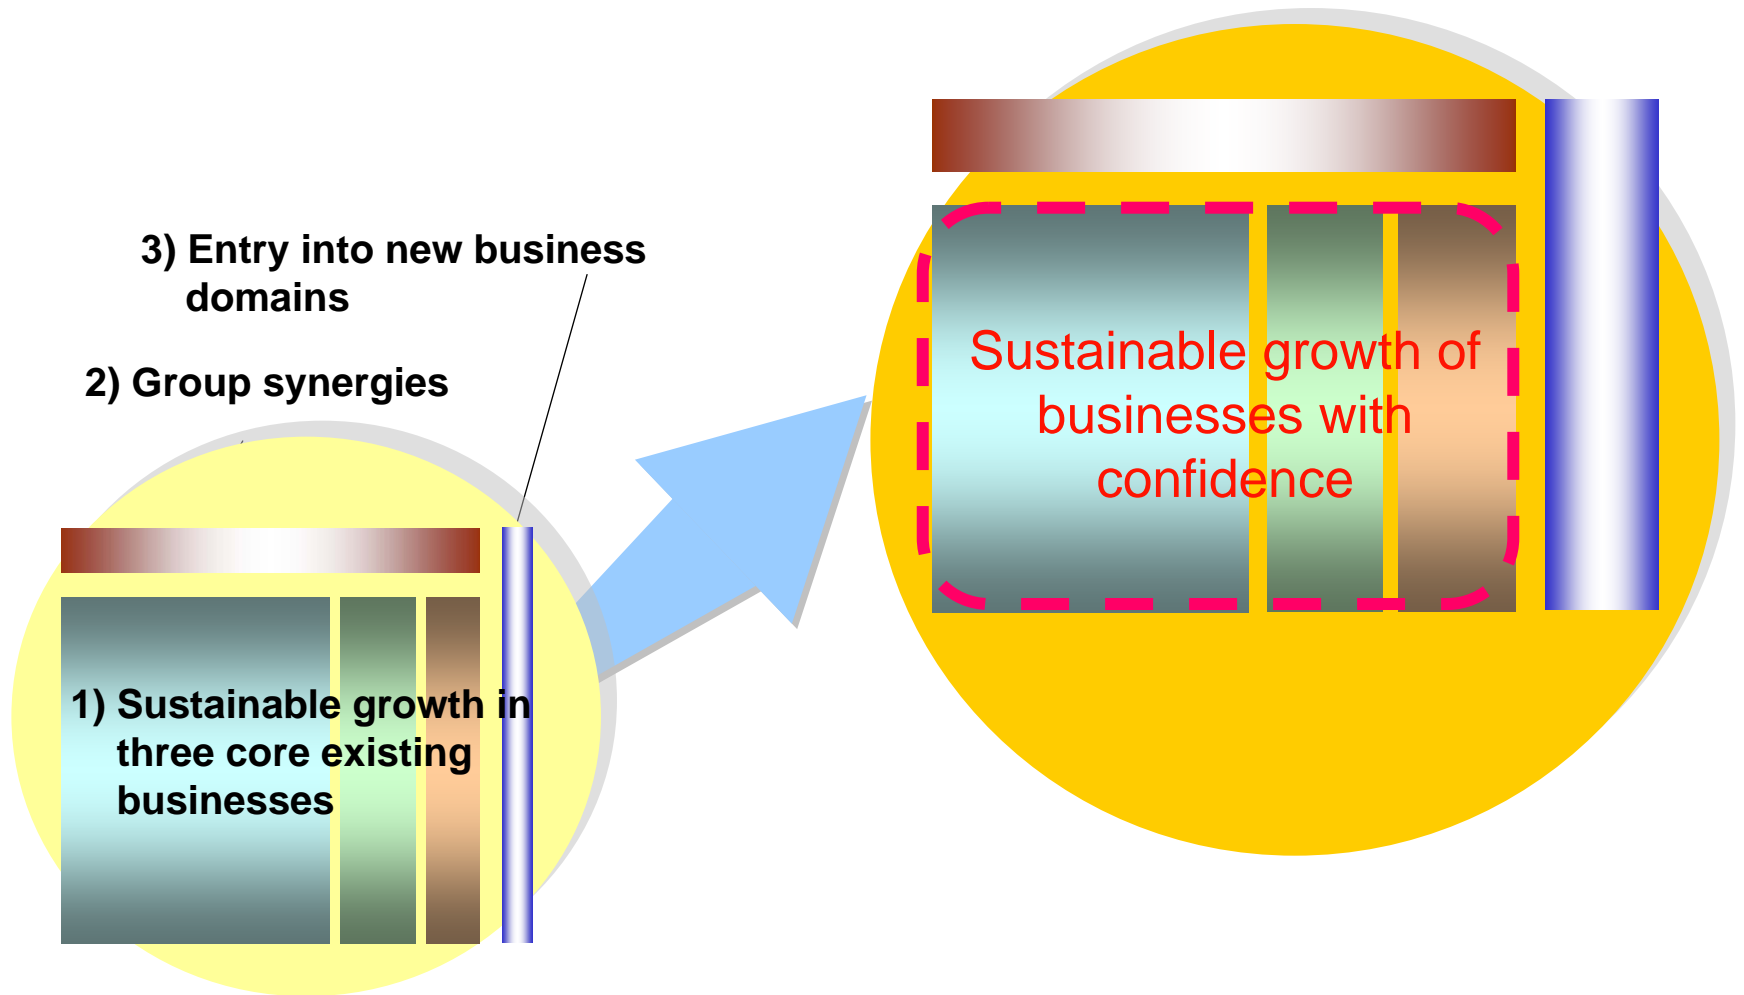 3) Entry into new business
domains
2) Group synergies
1) Sustainable growth in
three core existing
businesses
Sustainable growth of
businesses with
confidence